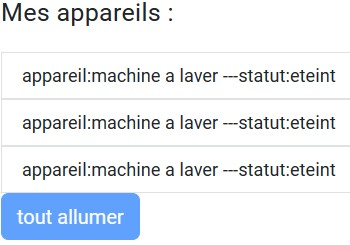 Mes appareils :
appareil:machine a laver ---statut:eteint
appareil:machine a laver ---statut:eteint
appareil:machine a laver ---statut:eteint
tout allumer